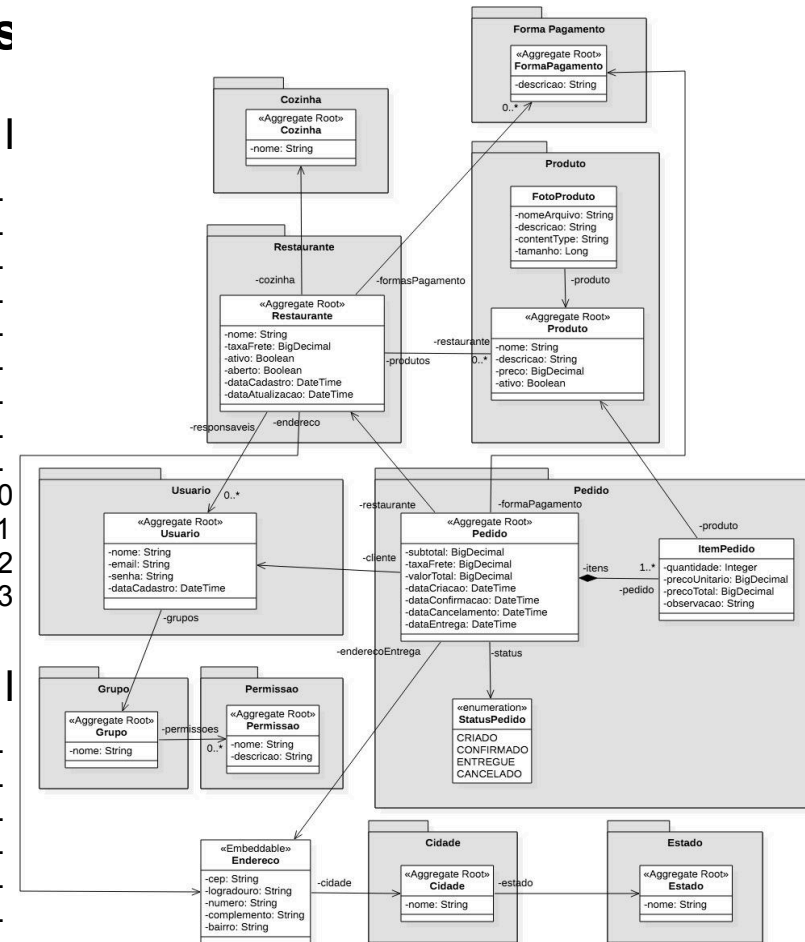 s
l
0
1
2
3
l
Forma Pagamento
«Aggregate Root»
FormaPagamento
-descricao: String
0..*
Cozinha
«Aggregate Root»
Cozinha
-nome: String
Produto
FotoProduto
-nomeArquivo: String
-descricao: String
-contentType: String
-tamanho: Long
-produto
«Aggregate Root»
Produto
-nome: String
-descricao: String
-preco: BigDecimal
-ativo: Boolean
Restaurante
-cozinha
-formasPagamento
«Aggregate Root»
Restaurante
-nome: String
-taxaFrete: BigDecimal
-ativo: Boolean
-aberto: Boolean
-dataCadastro: DateTime
-dataAtualizacao: DateTime
-restaurante
-produtos
0..*
-responsaveis
-endereco
Usuario
0..*
«Aggregate Root»
Usuario
-nome: String
-email: String
-senha: String
-dataCadastro: DateTime
-grupos
Pedido
-restaurante
-formaPagamento
-cliente
«Aggregate Root»
Pedido
-subtotal: BigDecimal
-taxaFrete: BigDecimal
-valorTotal: BigDecimal
-dataCriacao: DateTime
-dataConfirmacao: DateTime
-dataCancelamento: DateTime
-dataEntrega: DateTime
-produto
ItemPedido
-quantidade: Integer
-precoUnitario: BigDecimal
-precoTotal: BigDecimal
-observacao: String
-itens
1..*
-pedido
-enderecoEntrega
-status
«enumeration»
StatusPedido
CRIADO
CONFIRMADO
ENTREGUE
CANCELADO
Grupo
«Aggregate Root»
Grupo
-nome: String
-permissoes
0..*
Permissao
«Aggregate Root»
Permissao
-nome: String
-descricao: String
«Embeddable»
Endereco
-cep: String
-logradouro: String
-numero: String
-complemento: String
-bairro: String
-cidade
Cidade
«Aggregate Root»
Cidade
-nome: String
-estado
Estado
«Aggregate Root»
Estado
-nome: String